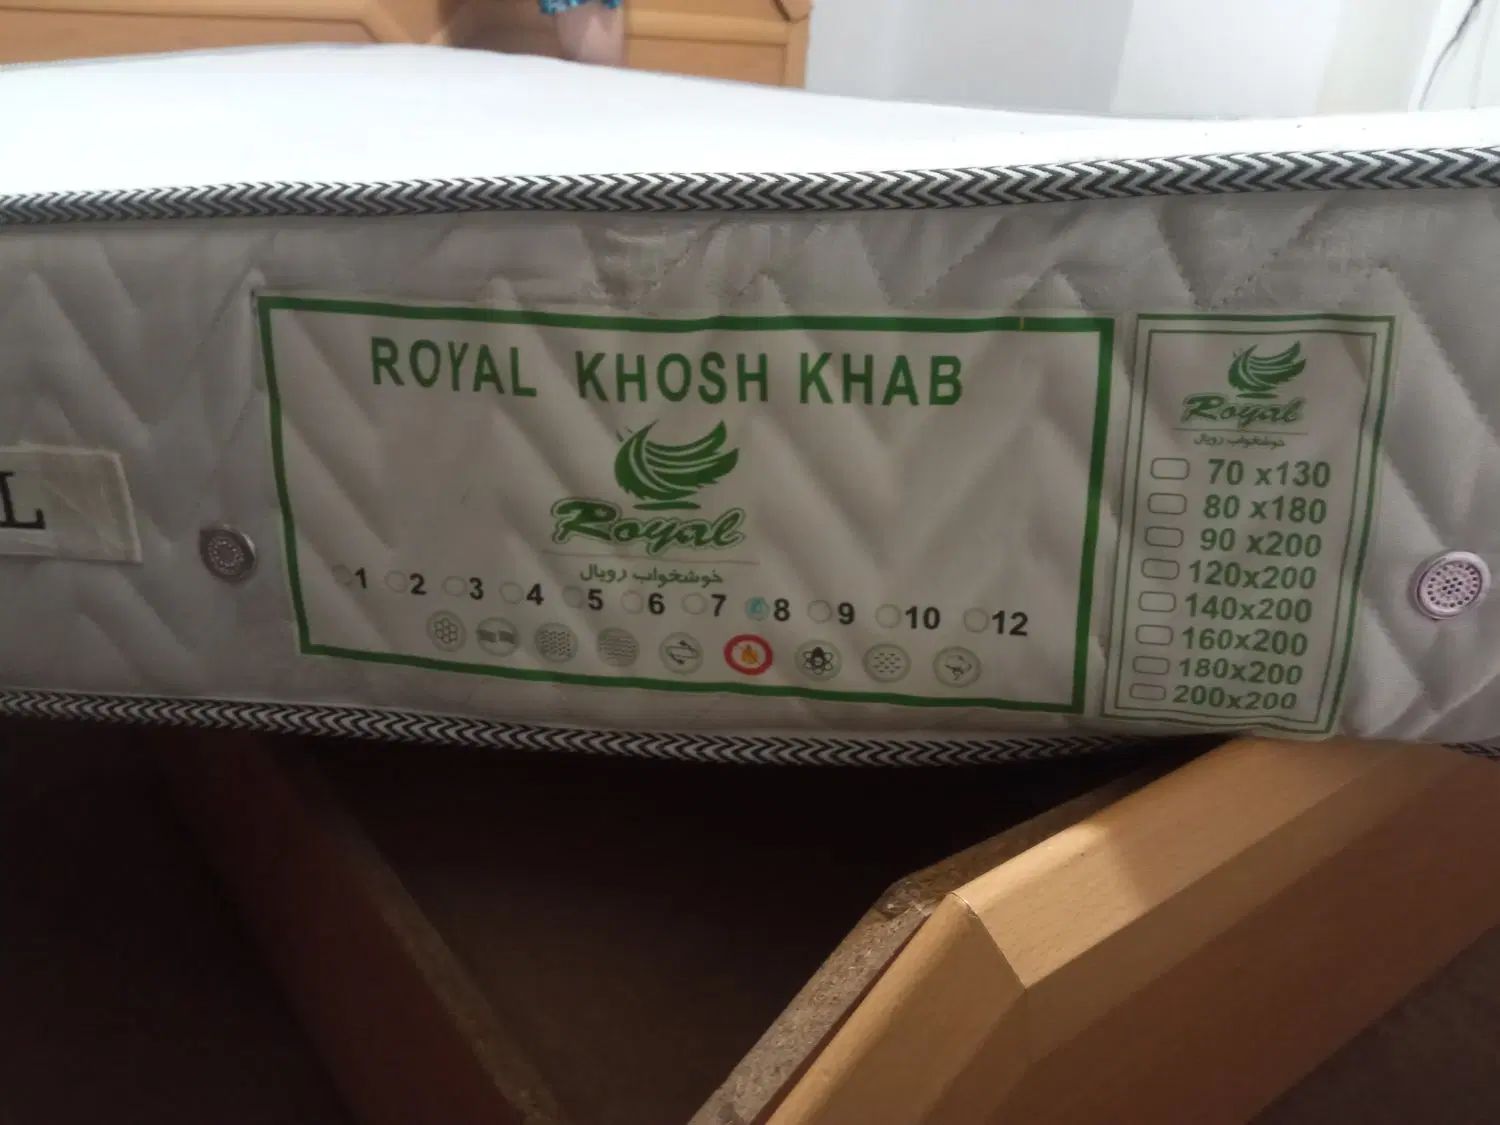 L
ROYAL KHOSH KHAB
Royal
خوشخواب رویال
1 2 3 4 5 6 7 8 9 10 12
Royal
خوشخواب رویال
70 x130
80 x180
90 x200
120x200
140x200
160x200
180x200
200x200